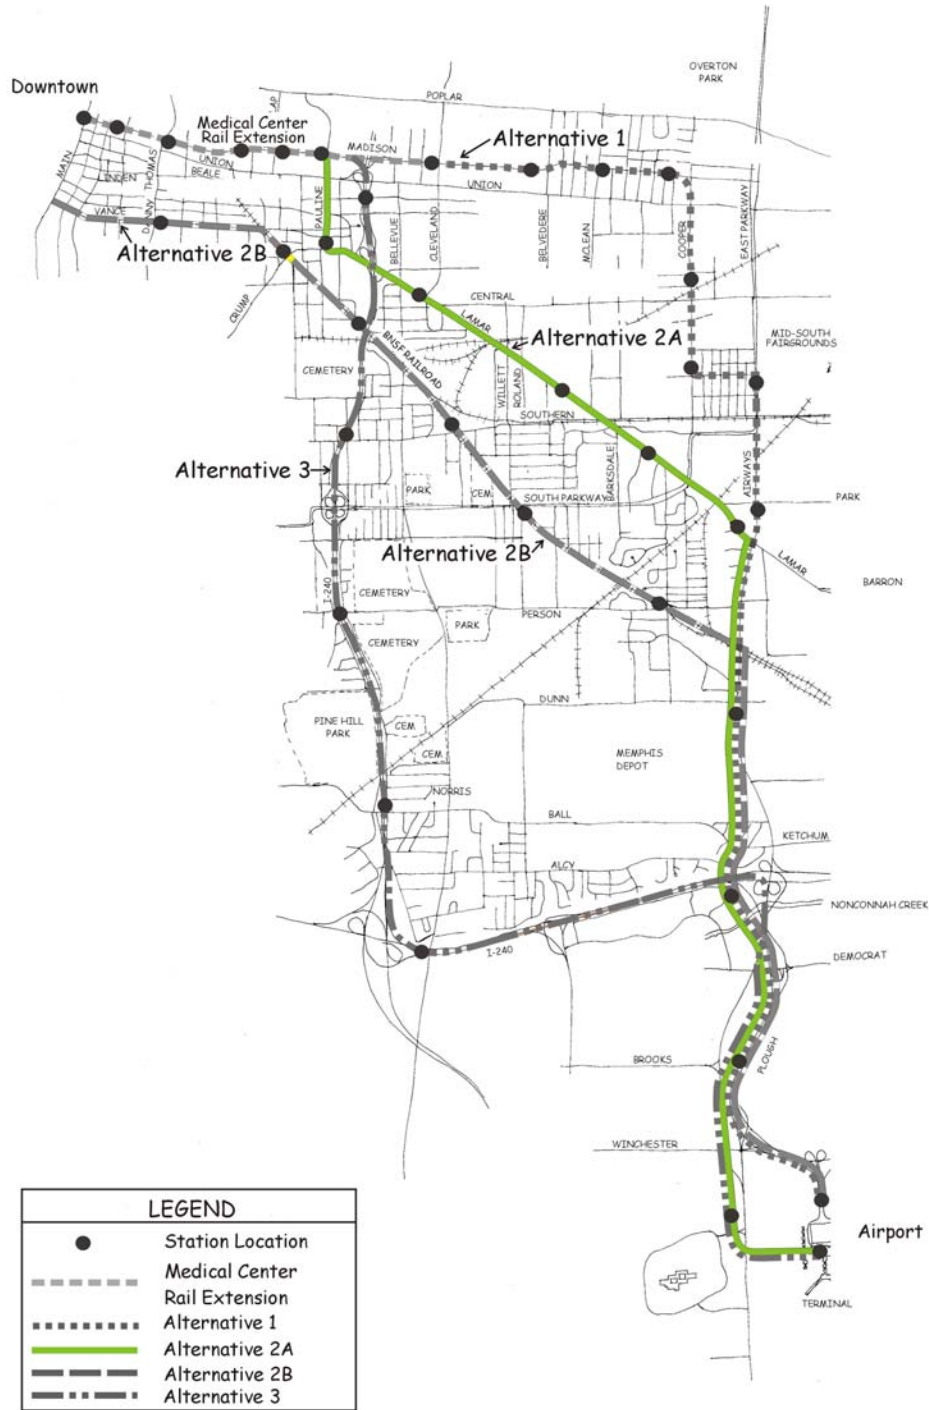 OVERTON
PARK
Downtown
POPLAR
Medical Center
Rail Extension
MADISON
Alternative 1
UNION
BEALE
UNION
MAIN
LINDEN
THOMAS
DANNY
VANCE
PAULINE
BELLEVUE
CLEVELAND
BELVEDERE
MCLEAN
COOPER
EAST PARKWAY
Alternative 2B
CRUMP
CENTRAL
LAMAR
Alternative 2A
MID-SOUTH
FAIRGROUNDS
BNSF RAILROAD
CEMETERY
WILLETT
ROLAND
SOUTHERN
BARKSDALE
AIRWAYS
Alternative 3
PARK
CEM.
SOUTH PARKWAY
PARK
Alternative 2B
LAMAR
BARRON
I-240
CEMETERY
PERSON
PARK
CEMETERY
DUNN
PINE HILL
PARK
CEM.
CEM.
MEMPHIS
DEPOT
NORRIS
BALL
KETCHUM
ALCY
NONCONNAH CREEK
I-240
DEMOCRAT
BROOKS
PLOUGH
WINCHESTER
Airport
TERMINAL
LEGEND
Station Location
Medical Center
Rail Extension
Alternative 1
Alternative 2A
Alternative 2B
Alternative 3